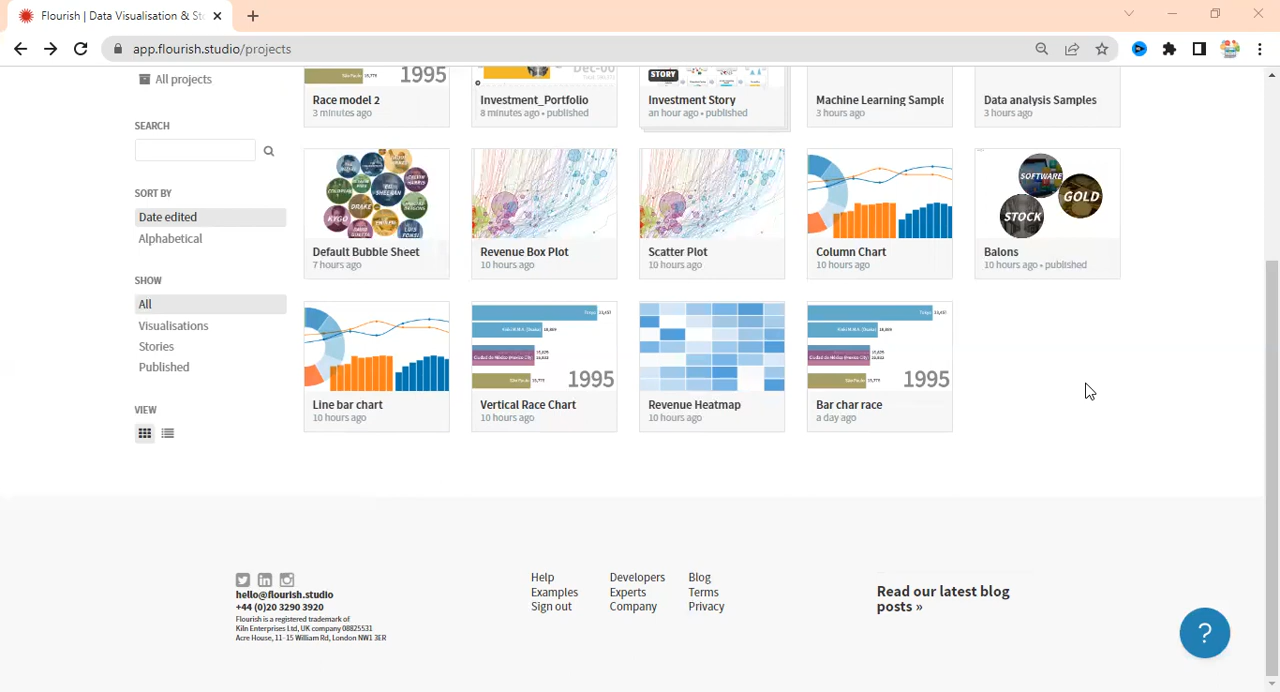 Flourish | Data Visualisation & St
app.flourish.studio/projects
All projects
SEARCH
SORT BY
Date edited
Alphabetical
SHOW
All
Visualisations
Stories
Published
VIEW
1995
Race model 2
3 minutes ago
Dec-00
Investment_Portfolio
8 minutes ago • published
STORY
Investment Story
an hour ago • published
Machine Learning Sample
3 hours ago
Data analysis Samples
3 hours ago
DRAKE
KYGO
Default Bubble Sheet
7 hours ago
Revenue Box Plot
10 hours ago
Scatter Plot
10 hours ago
Column Chart
10 hours ago
SOFTWARE
GOLD
STOCK
Balons
10 hours ago • published
Line bar chart
10 hours ago
1995
Vertical Race Chart
10 hours ago
Revenue Heatmap
10 hours ago
1995
Bar char race
a day ago
hello@flourish.studio
+44 (0)20 3290 3920
Flourish is a registered trademark of
Kiln Enterprises Ltd, UK company 08825531
Acre House, 11-15 William Rd, London NW1 3ER
Help
Examples
Sign out
Developers
Experts
Company
Blog
Terms
Privacy
Read our latest blog
posts »
?